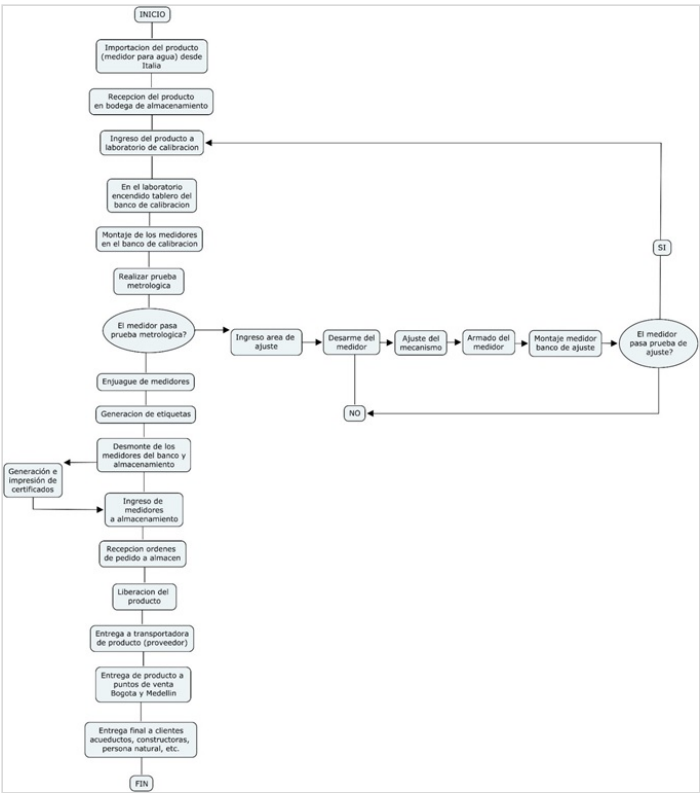 INICIO
Importacion del producto
(medidor para agua) desde
Italia
Recepcion del producto
en bodega de almacenamiento
Ingreso del producto a
laboratorio de calibracion
En el laboratorio
encendido tablero del
banco de calibracion
Montaje de los medidores
en el banco de calibracion
Realizar prueba
metrologica
El medidor pasa
prueba metrologica?
Ingreso area de
ajuste
Desarme del
medidor
Ajuste del
mecanismo
Armado del
medidor
Montaje medidor
banco de ajuste
El medidor
pasa prueba de
ajuste?
SI
NO
Enjuague de medidores
Generacion de etiquetas
Desmonte de los
medidores del banco y
almacenamiento
Generación e
impresión de
certificados
Ingreso de
medidores
a almacenamiento
Recepcion ordenes
de pedido a almacen
Liberacion del
producto
Entrega a transportadora
de producto (proveedor)
Entrega de producto a
puntos de venta
Bogota y Medellin
Entrega final a clientes
acueductos, constructoras,
persona natural, etc.
FIN